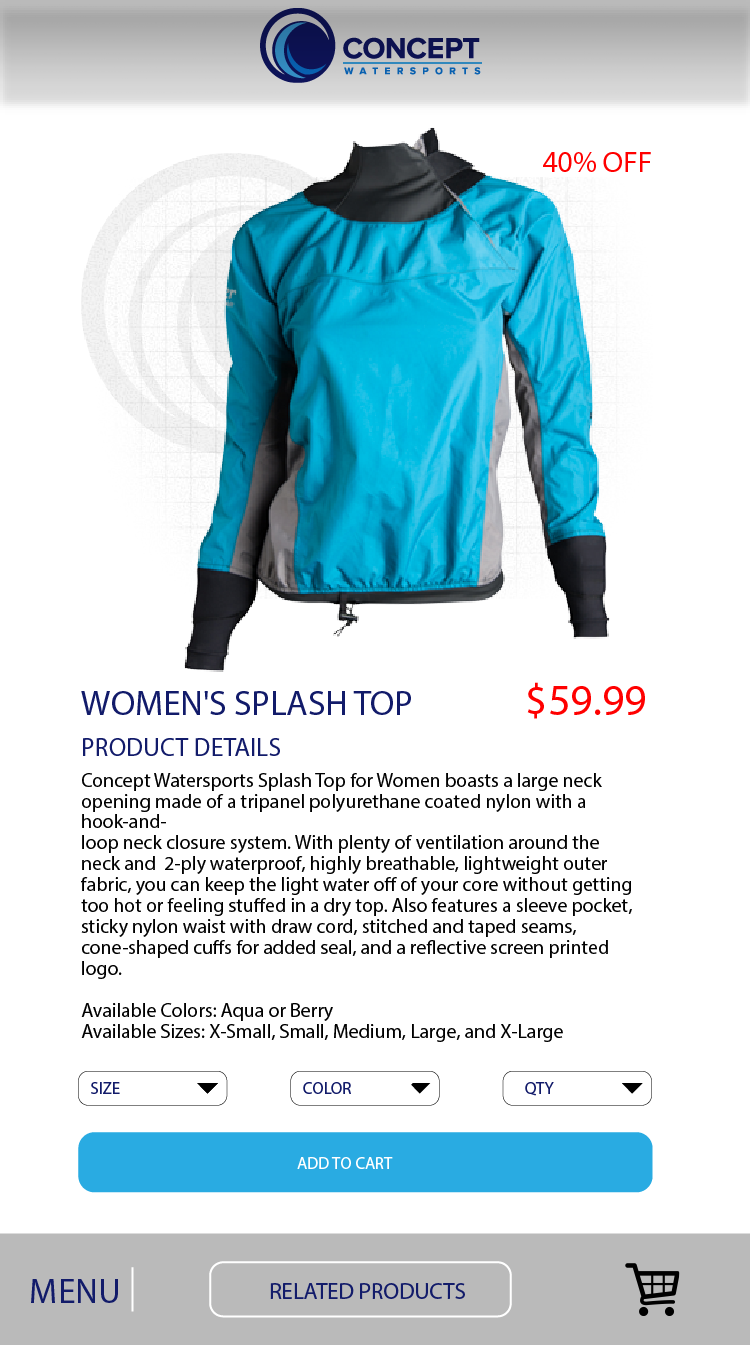 CONCEPT
WATERSPORTS
40% OFF
WOMEN'S SPLASH TOP
$59.99
PRODUCT DETAILS
Concept Watersports Splash Top for Women boasts a large neck
opening made of a tripanel polyurethane coated nylon with a
hook-and-
loop neck closure system. With plenty of ventilation around the
neck and  2-ply waterproof, highly breathable, lightweight outer
fabric, you can keep the light water off of your core without getting
too hot or feeling stuffed in a dry top. Also features a sleeve pocket,
sticky nylon waist with draw cord, stitched and taped seams,
cone-shaped cuffs for added seal, and a reflective screen printed
logo.
Available Colors: Aqua or Berry
Available Sizes: X-Small, Small, Medium, Large, and X-Large
SIZE
COLOR
QTY
ADD TO CART
MENU
RELATED PRODUCTS